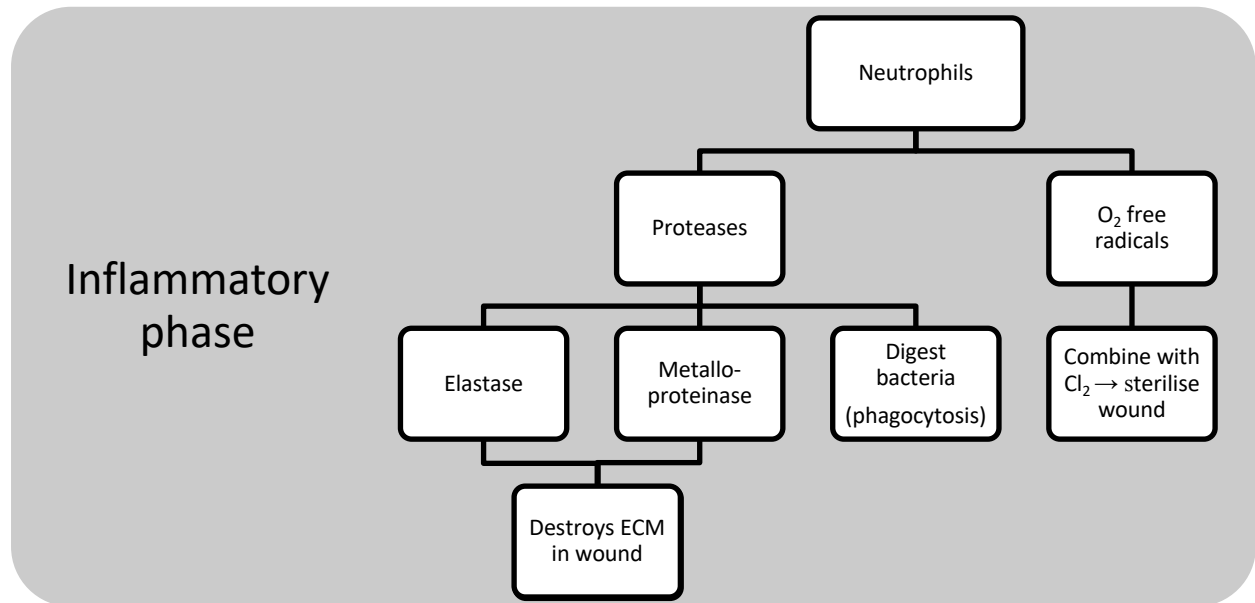 Neutrophils
Proteases
O₂ free
radicals
Inflammatory
phase
Elastase
Metallo-
proteinase
Digest
bacteria
(phagocytosis)
Combine with
Cl₂ → sterilise
wound
Destroys ECM
in wound